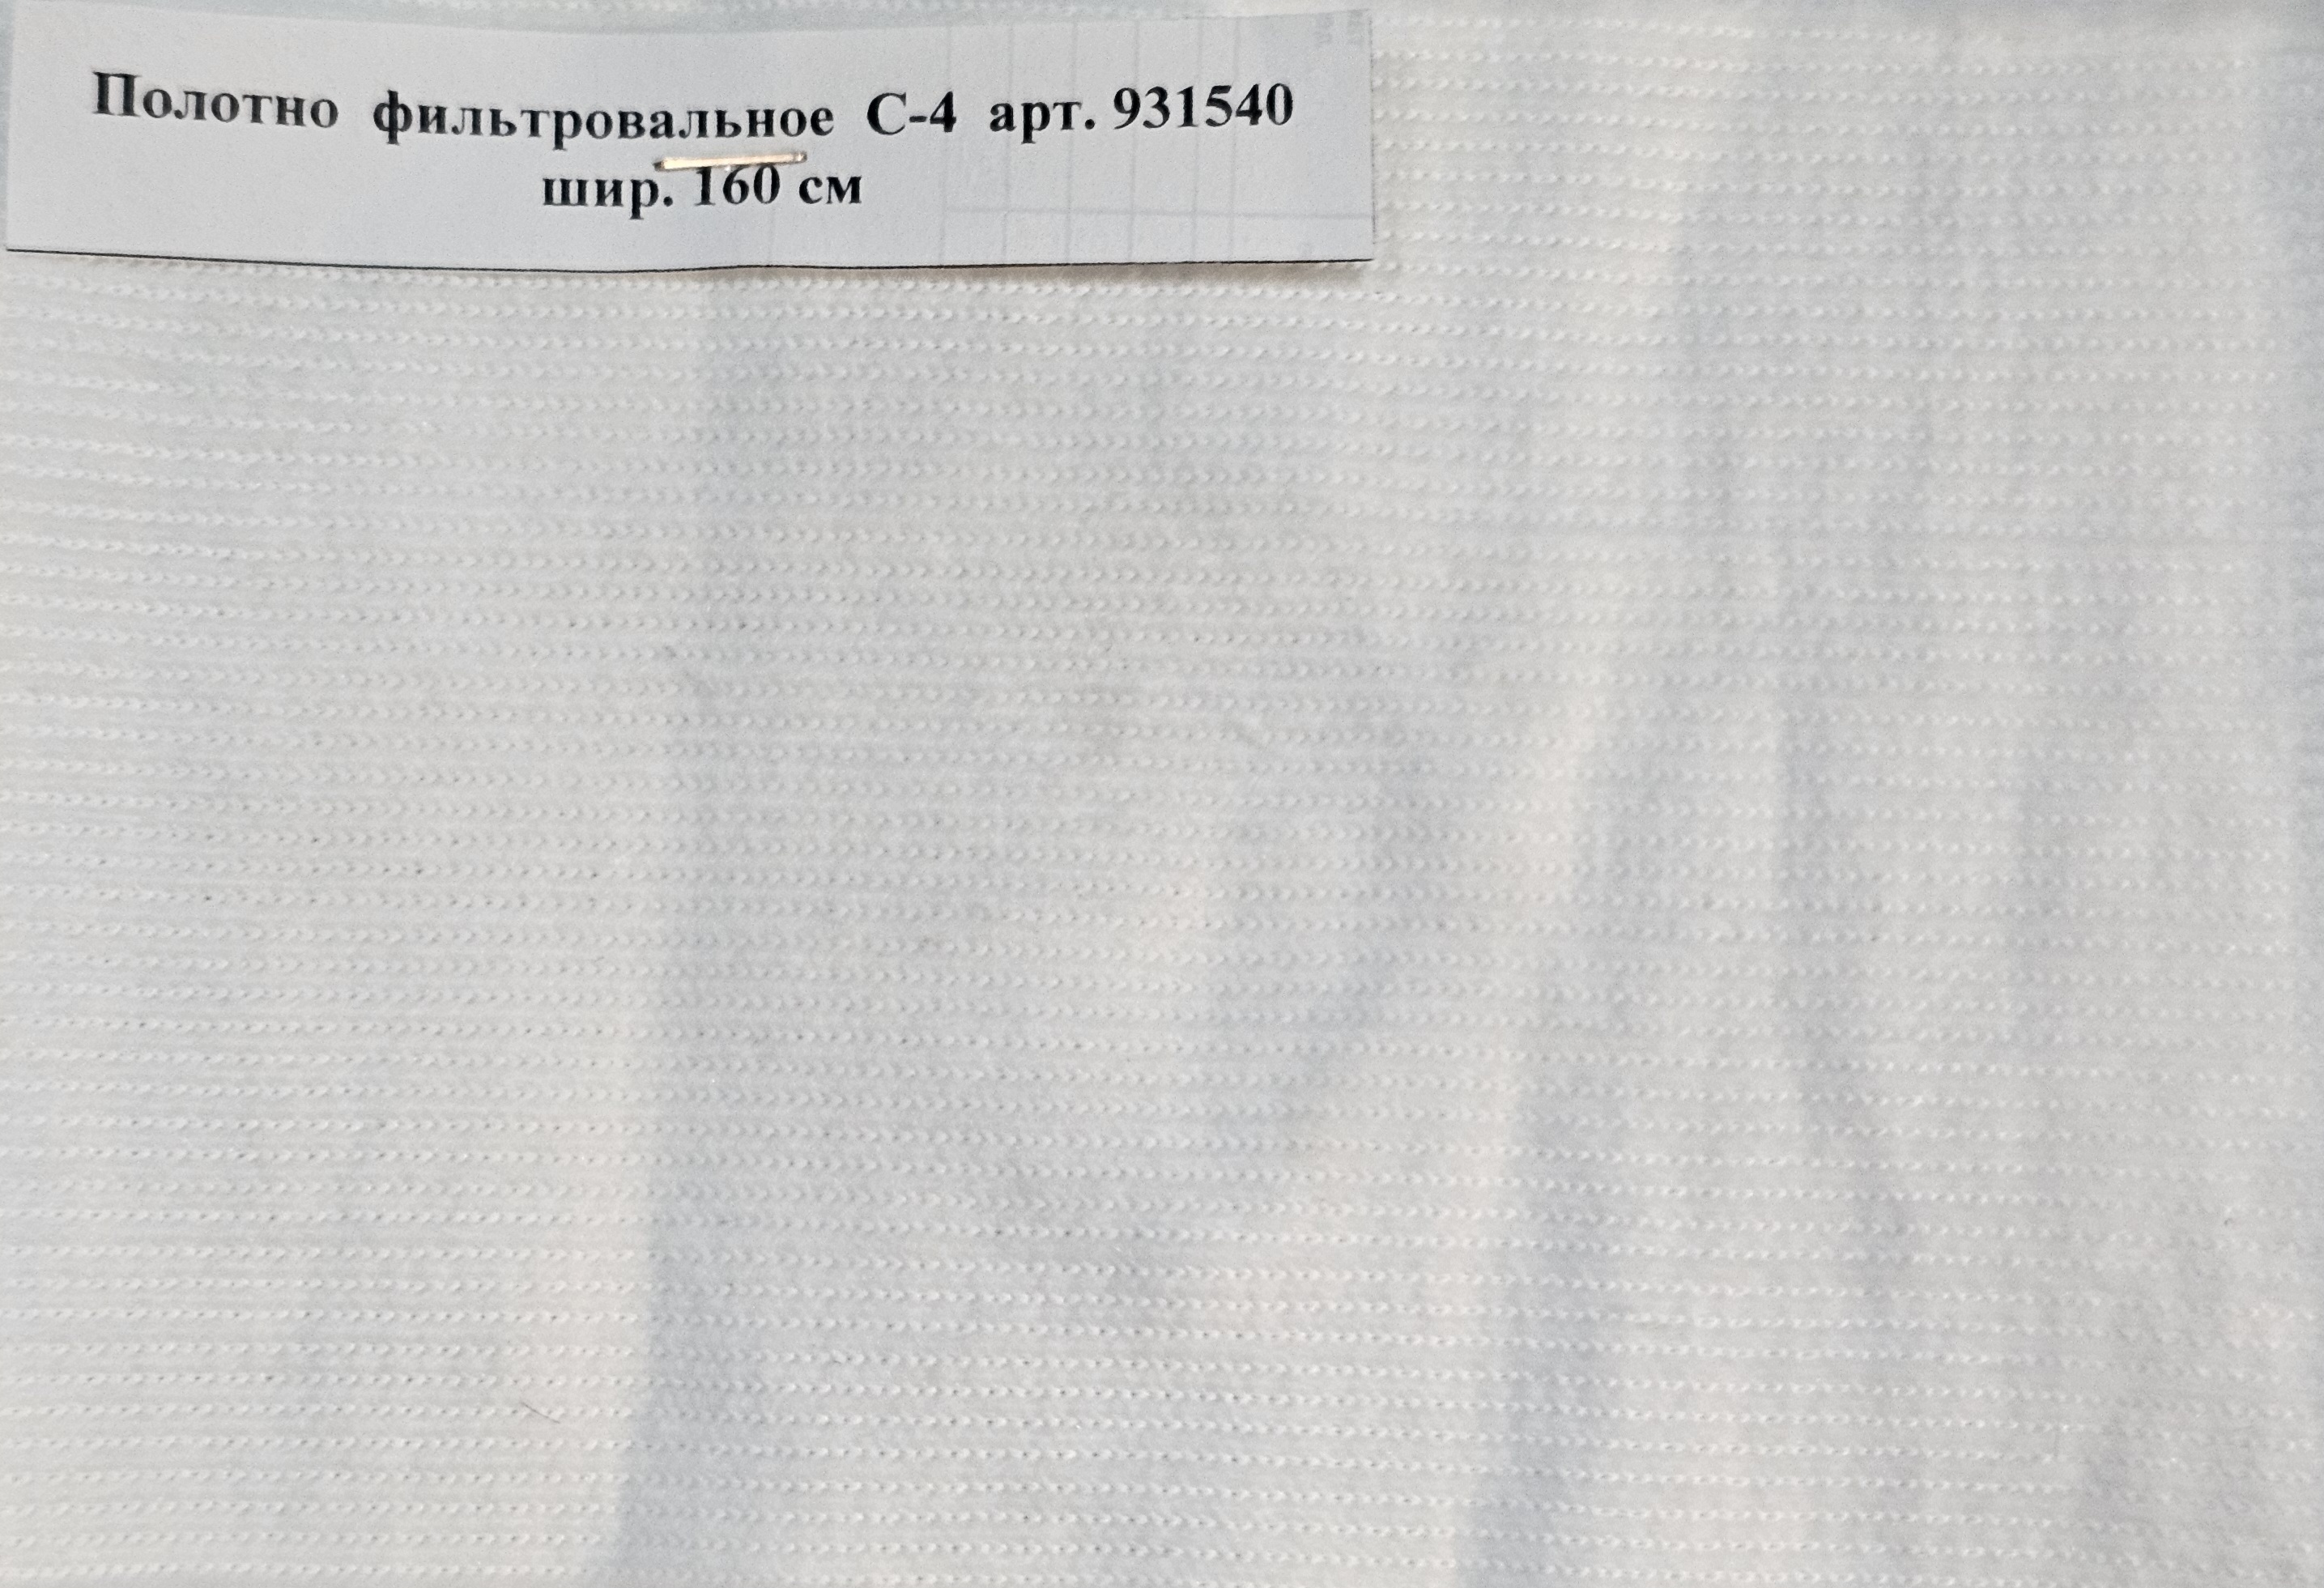 Полотно фильтровальное С-4 арт. 931540
шир. 160 см